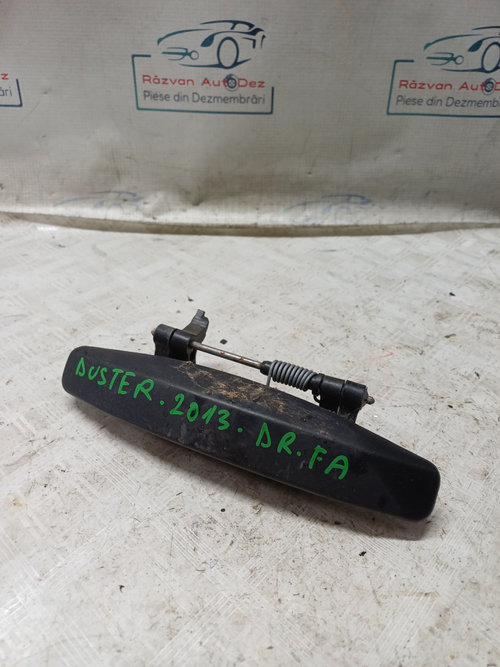 Răzvan AutoDez
Piese din Dezmembrări
Răzvan AutoDez
Piese din Dezmembrări
DUSTER. 2013. DR. FA